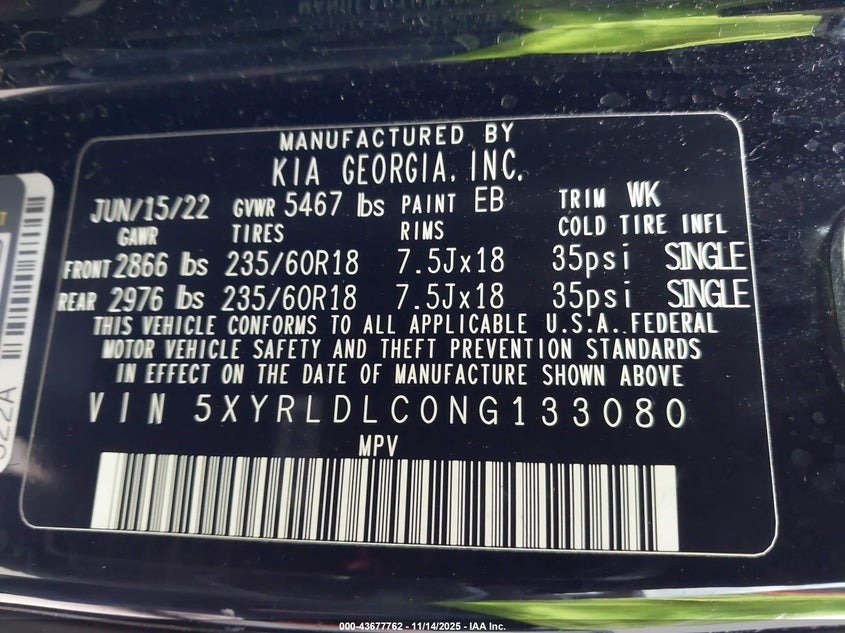 MANUFACTURED BY
KIA GEORGIA, INC.
JUN/15/22 GVWR 5467 lbs PAINT EB TRIM WK
GAWR TIRES RIMS COLD TIRE INFL
FRONT 2866 lbs 235/60R18 7.5Jx18 35psi SINGLE
REAR 2976 lbs 235/60R18 7.5Jx18 35psi SINGLE
THIS VEHICLE CONFORMS TO ALL APPLICABLE U.S.A. FEDERAL
MOTOR VEHICLE SAFETY AND THEFT PREVENTION STANDARDS
IN EFFECT ON THE DATE OF MANUFACTURE SHOWN ABOVE
VIN 5XYRLDLC0NG133080
MPV
000-43677762 - 11/14/2025 - IAA Inc.